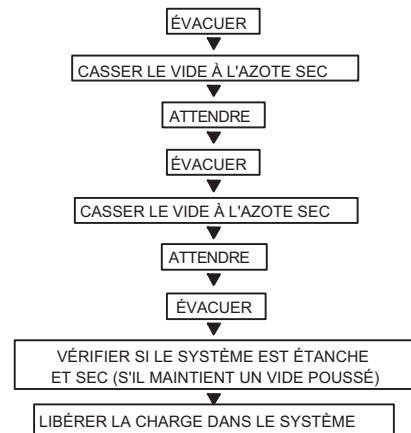 ÉVACUER
CASSER LE VIDE À L'AZOTE SEC
ATTENDRE
ÉVACUER
CASSER LE VIDE À L'AZOTE SEC
ATTENDRE
ÉVACUER
VÉRIFIER SI LE SYSTÈME EST ÉTANCHE
ET SEC (S'IL MAINTIENT UN VIDE POUSSÉ)
LIBÉRER LA CHARGE DANS LE SYSTÈME